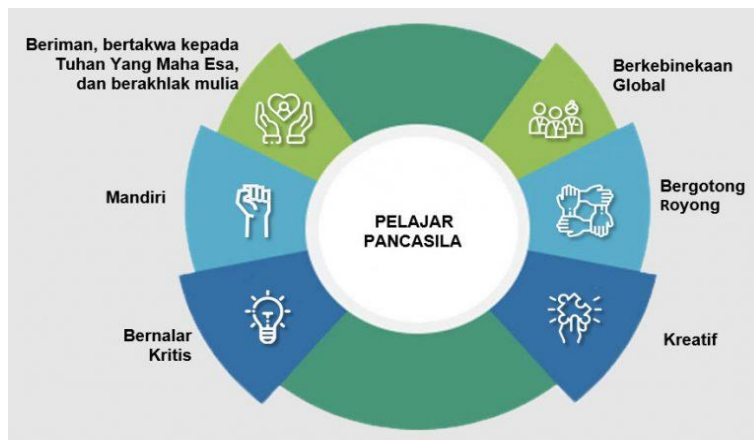 Beriman, bertakwa kepada
Tuhan Yang Maha Esa,
dan berakhlak mulia
Berkebinekaan
Global
Mandiri
Bergotong
Royong
PELAJAR
PANCASILA
Bernalar
Kritis
Kreatif